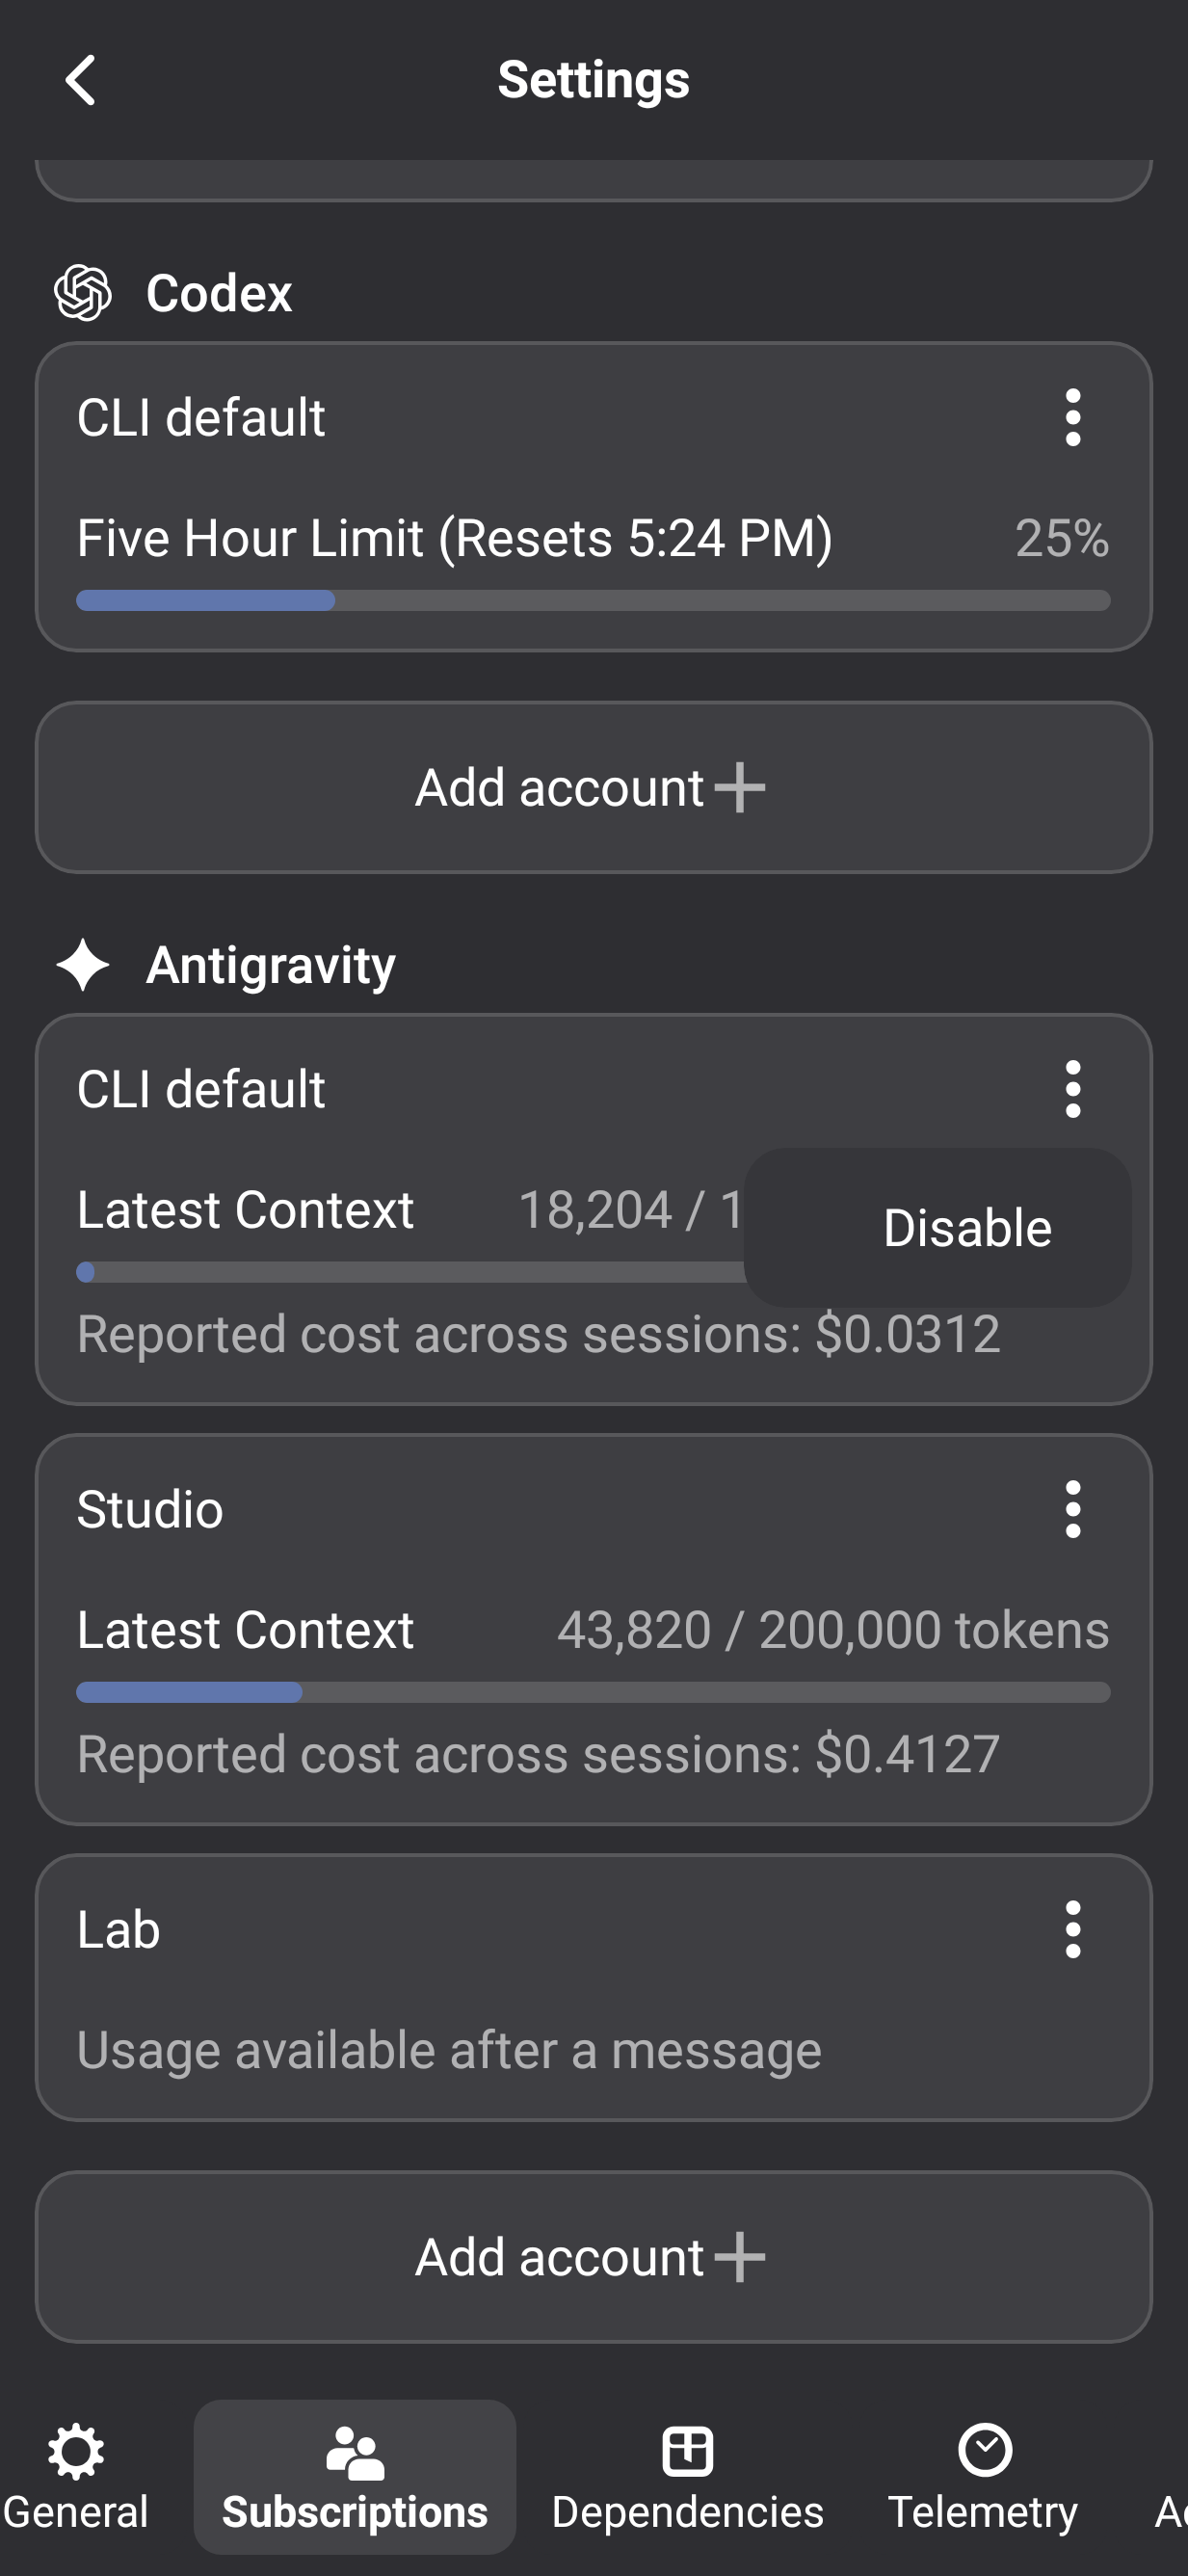 Settings
Codex
CLI default
Five Hour Limit (Resets 5:24 PM) 25%
Add account
Antigravity
CLI default
Latest Context 18,204 / 1
Disable
Reported cost across sessions: $0.0312
Studio
Latest Context 43,820 / 200,000 tokens
Reported cost across sessions: $0.4127
Lab
Usage available after a message
Add account
General Subscriptions Dependencies Telemetry